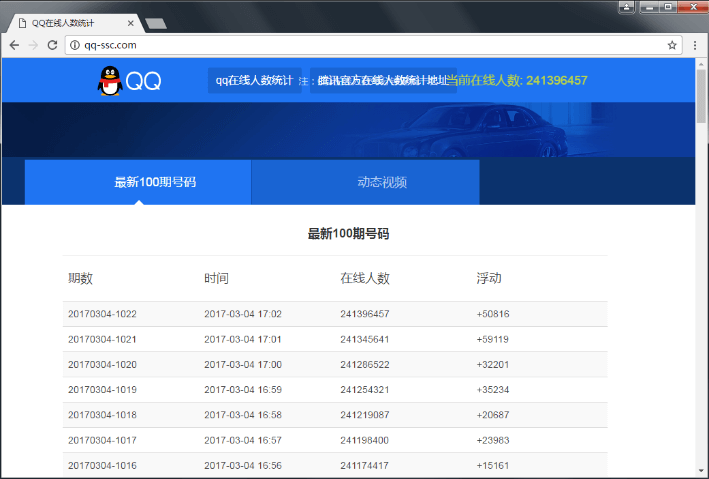 QQ在线人数统计
qq-ssc.com
QQ
qq在线人数统计
腾讯官方在线人数统计地址
当前在线人数: 241396457
最新100期号码
动态视频
最新100期号码
期数 时间 在线人数 浮动
20170304-1022 2017-03-04 17:02 241396457 +50816
20170304-1021 2017-03-04 17:01 241345641 +59119
20170304-1020 2017-03-04 17:00 241286522 +32201
20170304-1019 2017-03-04 16:59 241254321 +35234
20170304-1018 2017-03-04 16:58 241219087 +20687
20170304-1017 2017-03-04 16:57 241198400 +23983
20170304-1016 2017-03-04 16:56 241174417 +15161